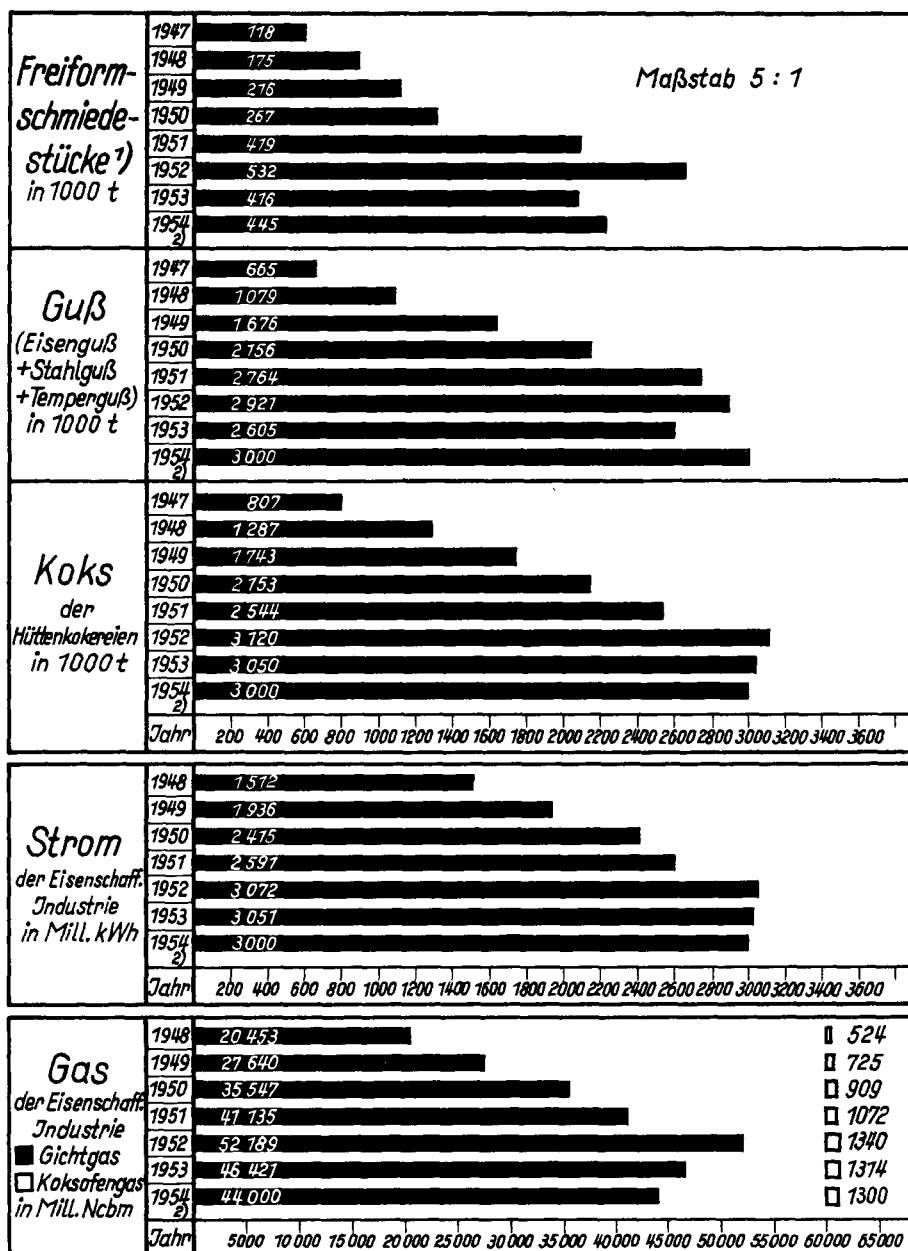 Freiform-
schmiede-
stücke 1)
in 1000 t
Maßstab 5 : 1
1947 118
1948 175
1949 216
1950 267
1951 419
1952 532
1953 416
1954 2) 445
Guß
(Eisenguß
+Stahlguß
+Temperguß)
in 1000 t
1947 665
1948 1 079
1949 1 676
1950 2 156
1951 2 764
1952 2 921
1953 2 605
1954 2) 3 000
Koks
der
Hüttenkokereien
in 1000 t
1947 807
1948 1 287
1949 1 743
1950 2 153
1951 2 544
1952 3 120
1953 3 050
1954 2) 3 000
Jahr 200 400 600 800 1000 1200 1400 1600 1800 2000 2200 2400 2600 2800 3000 3200 3400 3600
Strom
der Eisenschaff.
Industrie
in Mill. kWh
1948 1 512
1949 1 936
1950 2 415
1951 2 591
1952 3 072
1953 3 051
1954 2) 3 000
Jahr 200 400 600 800 1000 1200 1400 1600 1800 2000 2200 2400 2600 2800 3000 3200 3400 3600
Gas
der Eisenschaff.
Industrie
Gichtgas
Koksofengas
in Mill. Ncbm
1948 20 453 524
1949 27 640 725
1950 35 547 909
1951 41 135 1072
1952 52 189 1340
1953 46 421 1314
1954 2) 44 000 1300
Jahr 5000 10 000 15 000 20 000 25 000 30 000 35 000 40 000 45 000 50 000 55 000 60 000 65 000